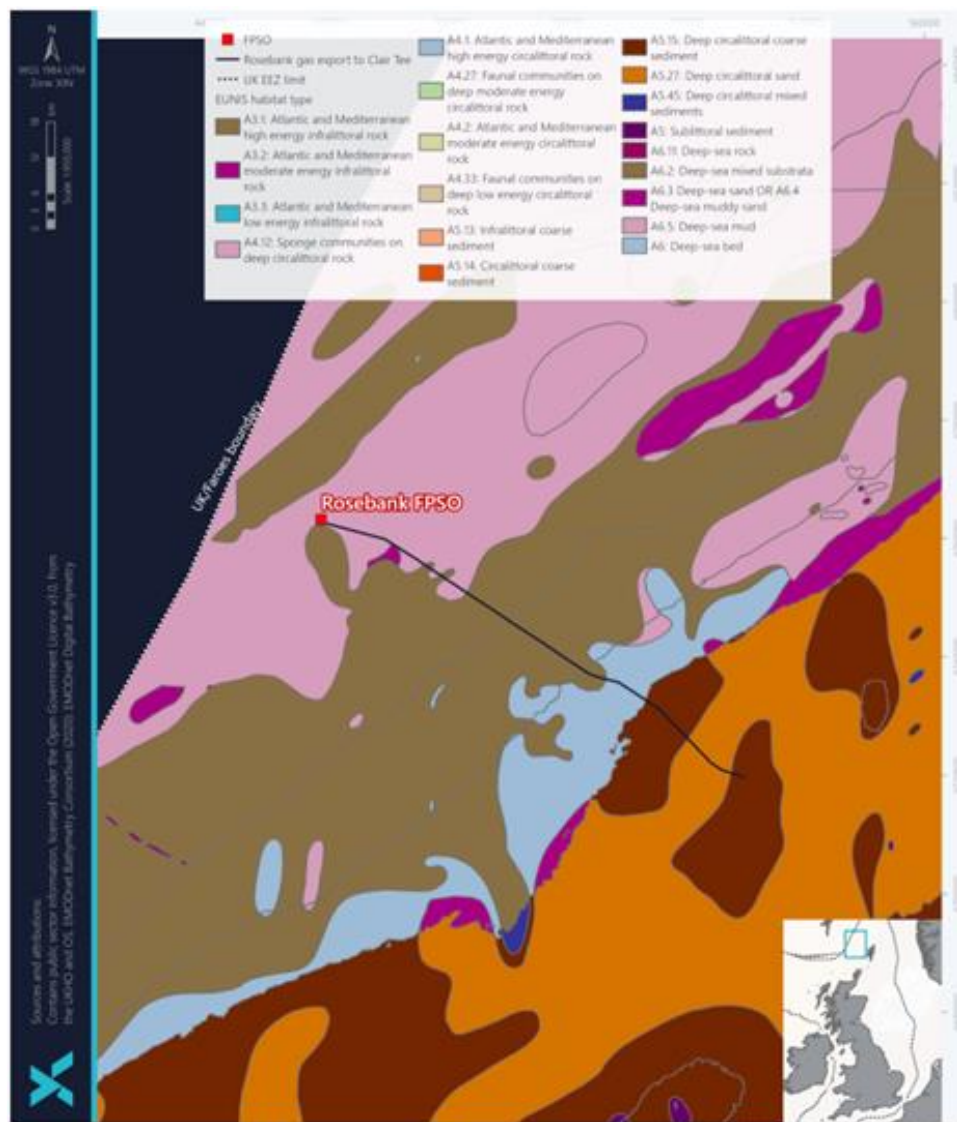 N
WGS 1984 UTM
Zone 30N
km
FPSO
Rosebank gas export to Clair Tee
UK EEZ limit
EUNIS habitat type
A3.1: Atlantic and Mediterranean
high energy infralittoral rock
A3.2: Atlantic and Mediterranean
moderate energy infralittoral
rock
A3.3: Atlantic and Mediterranean
low energy infralittoral rock
A4.12: Sponge communities on
deep circalittoral rock
A4.1: Atlantic and Mediterranean
high energy circalittoral rock
A4.27: Faunal communities on
deep moderate energy
circalittoral rock
A4.2: Atlantic and Mediterranean
moderate energy circalittoral
rock
A4.33: Faunal communities on
deep low energy circalittoral
rock
A5.13: Infralittoral coarse
sediment
A5.14: Circalittoral coarse
sediment
A5.15: Deep circalittoral coarse
sediment
A5.27: Deep circalittoral sand
A5.45: Deep circalittoral mixed
sediments
A5: Sublittoral sediment
A6.11: Deep-sea rock
A6.2: Deep-sea mixed substrata
A6.3 Deep-sea sand OR A6.4
Deep-sea muddy sand
A6.5: Deep-sea mud
A6: Deep-sea bed
UK/Faroes boundary
Rosebank FPSO
Sources and attributions:
Contains public sector information, licensed under the Open Government Licence v3.0, from
the UKHO and OS. EMODnet Bathymetry Consortium (2020): EMODnet Digital Bathymetry